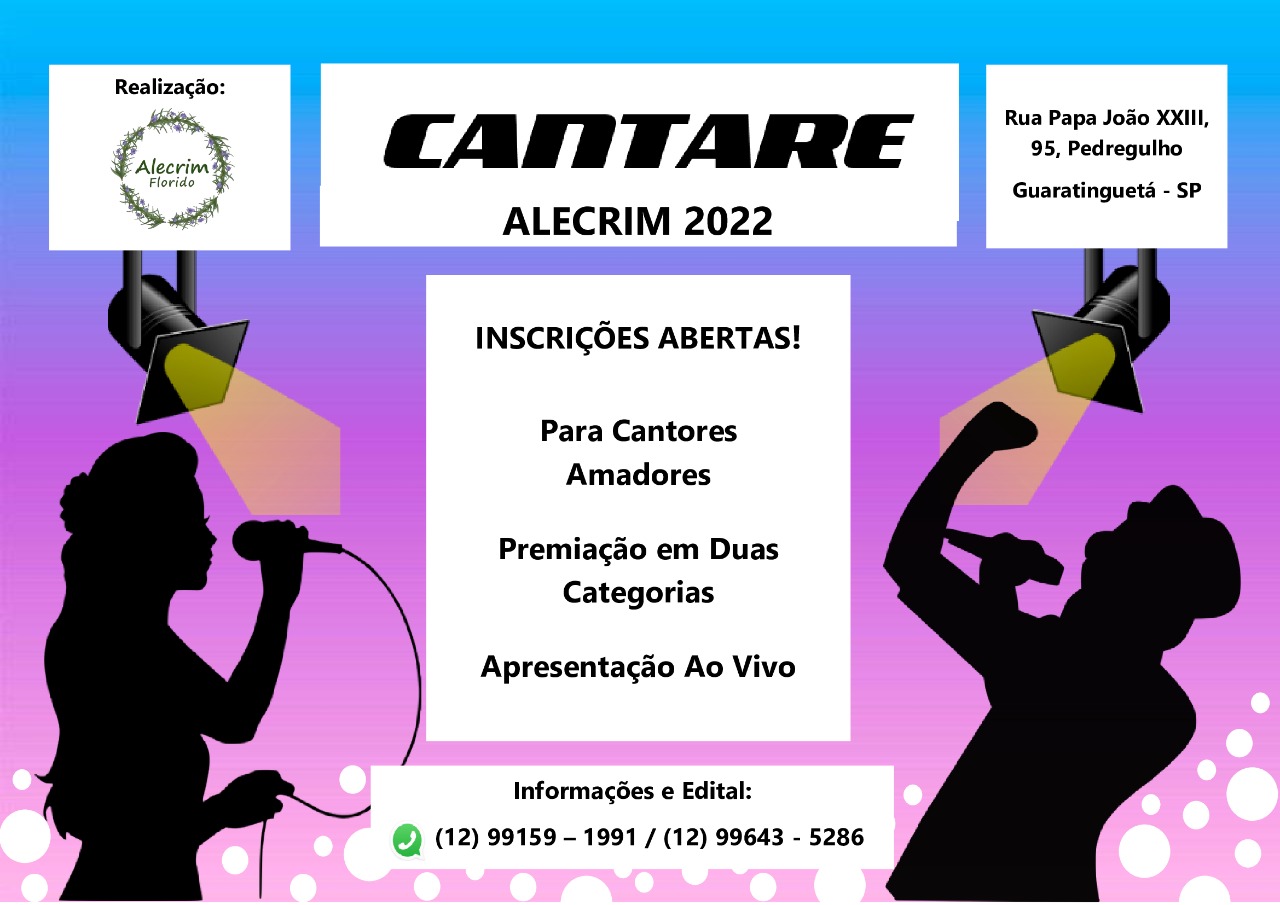 Realização:
Alecrim
Florido
CANTARE
ALECRIM 2022
Rua Papa João XXIII,
95, Pedregulho
Guaratinguetá - SP
INSCRIÇÕES ABERTAS!
Para Cantores
Amadores
Premiação em Duas
Categorias
Apresentação Ao Vivo
Informações e Edital:
(12) 99159 – 1991 / (12) 99643 - 5286